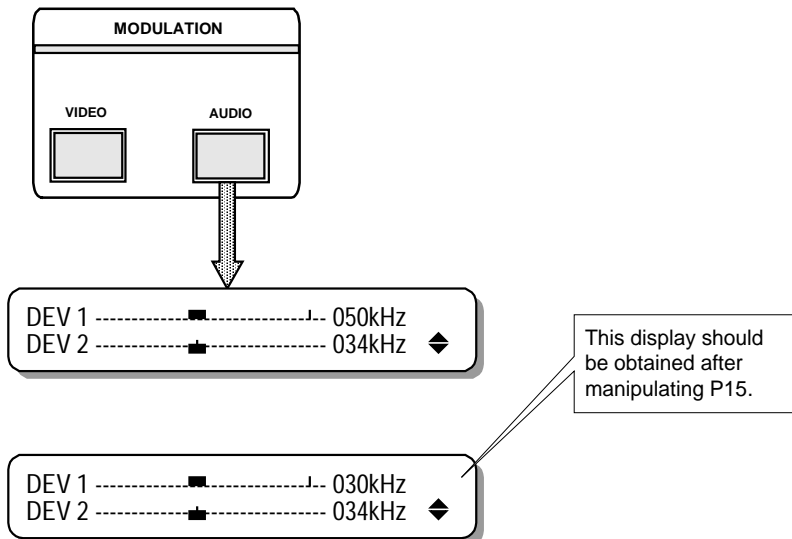 MODULATION
VIDEO AUDIO
DEV 1 ---------- 050kHz
DEV 2 ---------- 034kHz
This display should
be obtained after
manipulating P15.
DEV 1 ---------- 030kHz
DEV 2 ---------- 034kHz